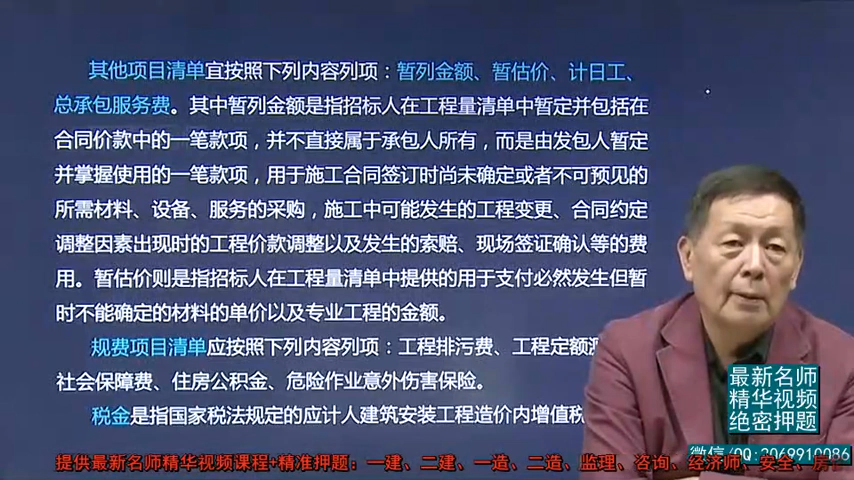 其他项目清单宜按照下列内容列项：暂列金额、暂估价、计日工、
总承包服务费。其中暂列金额是指招标人在工程量清单中暂定并包括在
合同价款中的一笔款项，并不直接属于承包人所有，而是由发包人暂定
并掌握使用的一笔款项，用于施工合同签订时尚未确定或者不可预见的
所需材料、设备、服务的采购，施工中可能发生的工程变更、合同约定
调整因素出现时的工程价款调整以及发生的索赔、现场签证确认等的费
用。暂估价则是指招标人在工程量清单中提供的用于支付必然发生但暂
时不能确定的材料的单价以及专业工程的金额。
规费项目清单应按照下列内容列项：工程排污费、工程定额测
社会保障费、住房公积金、危险作业意外伤害保险。
税金是指国家税法规定的应计人建筑安装工程造价内增值税
最新名师
精华视频
绝密押题
微信/QQ:2069910086
提供最新名师精华视频课程+精准押题：一建、二建、一造、二造、监理、咨询、经济师、安全、房